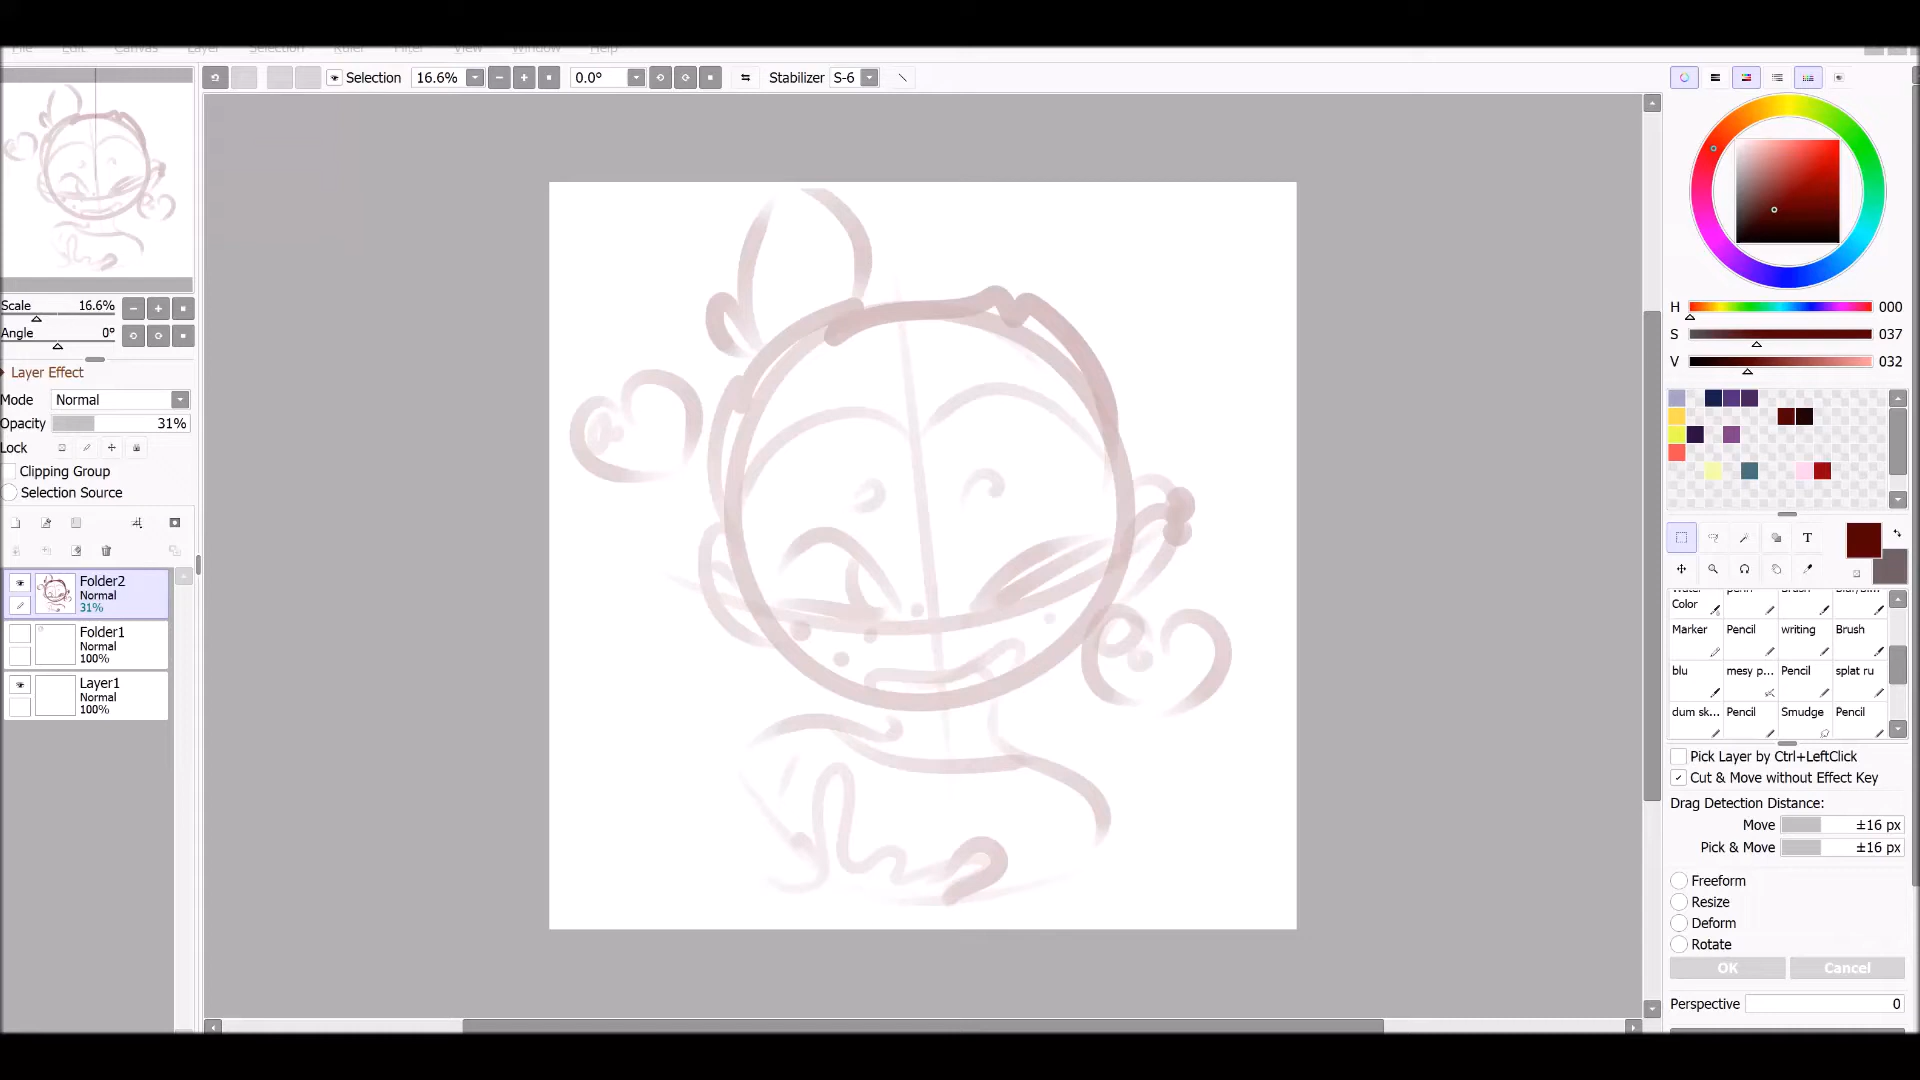 File Edit Canvas Layer Selection Ruler Filter View Window Help
Selection 16.6% 0.0° Stabilizer S-6
Scale 16.6%
Angle 0°
Layer Effect
Mode Normal
Opacity 31%
Lock
Clipping Group
Selection Source
Folder2
Normal
31%
Folder1
Normal
100%
Layer1
Normal
100%
H 000
S 037
V 032
T
Color
Marker Pencil writing Brush
blu mesy p... Pencil splat ru
dum sk... Pencil Smudge Pencil
Pick Layer by Ctrl+LeftClick
Cut & Move without Effect Key
Drag Detection Distance:
Move ±16 px
Pick & Move ±16 px
Freeform
Resize
Deform
Rotate
OK Cancel
Perspective 0